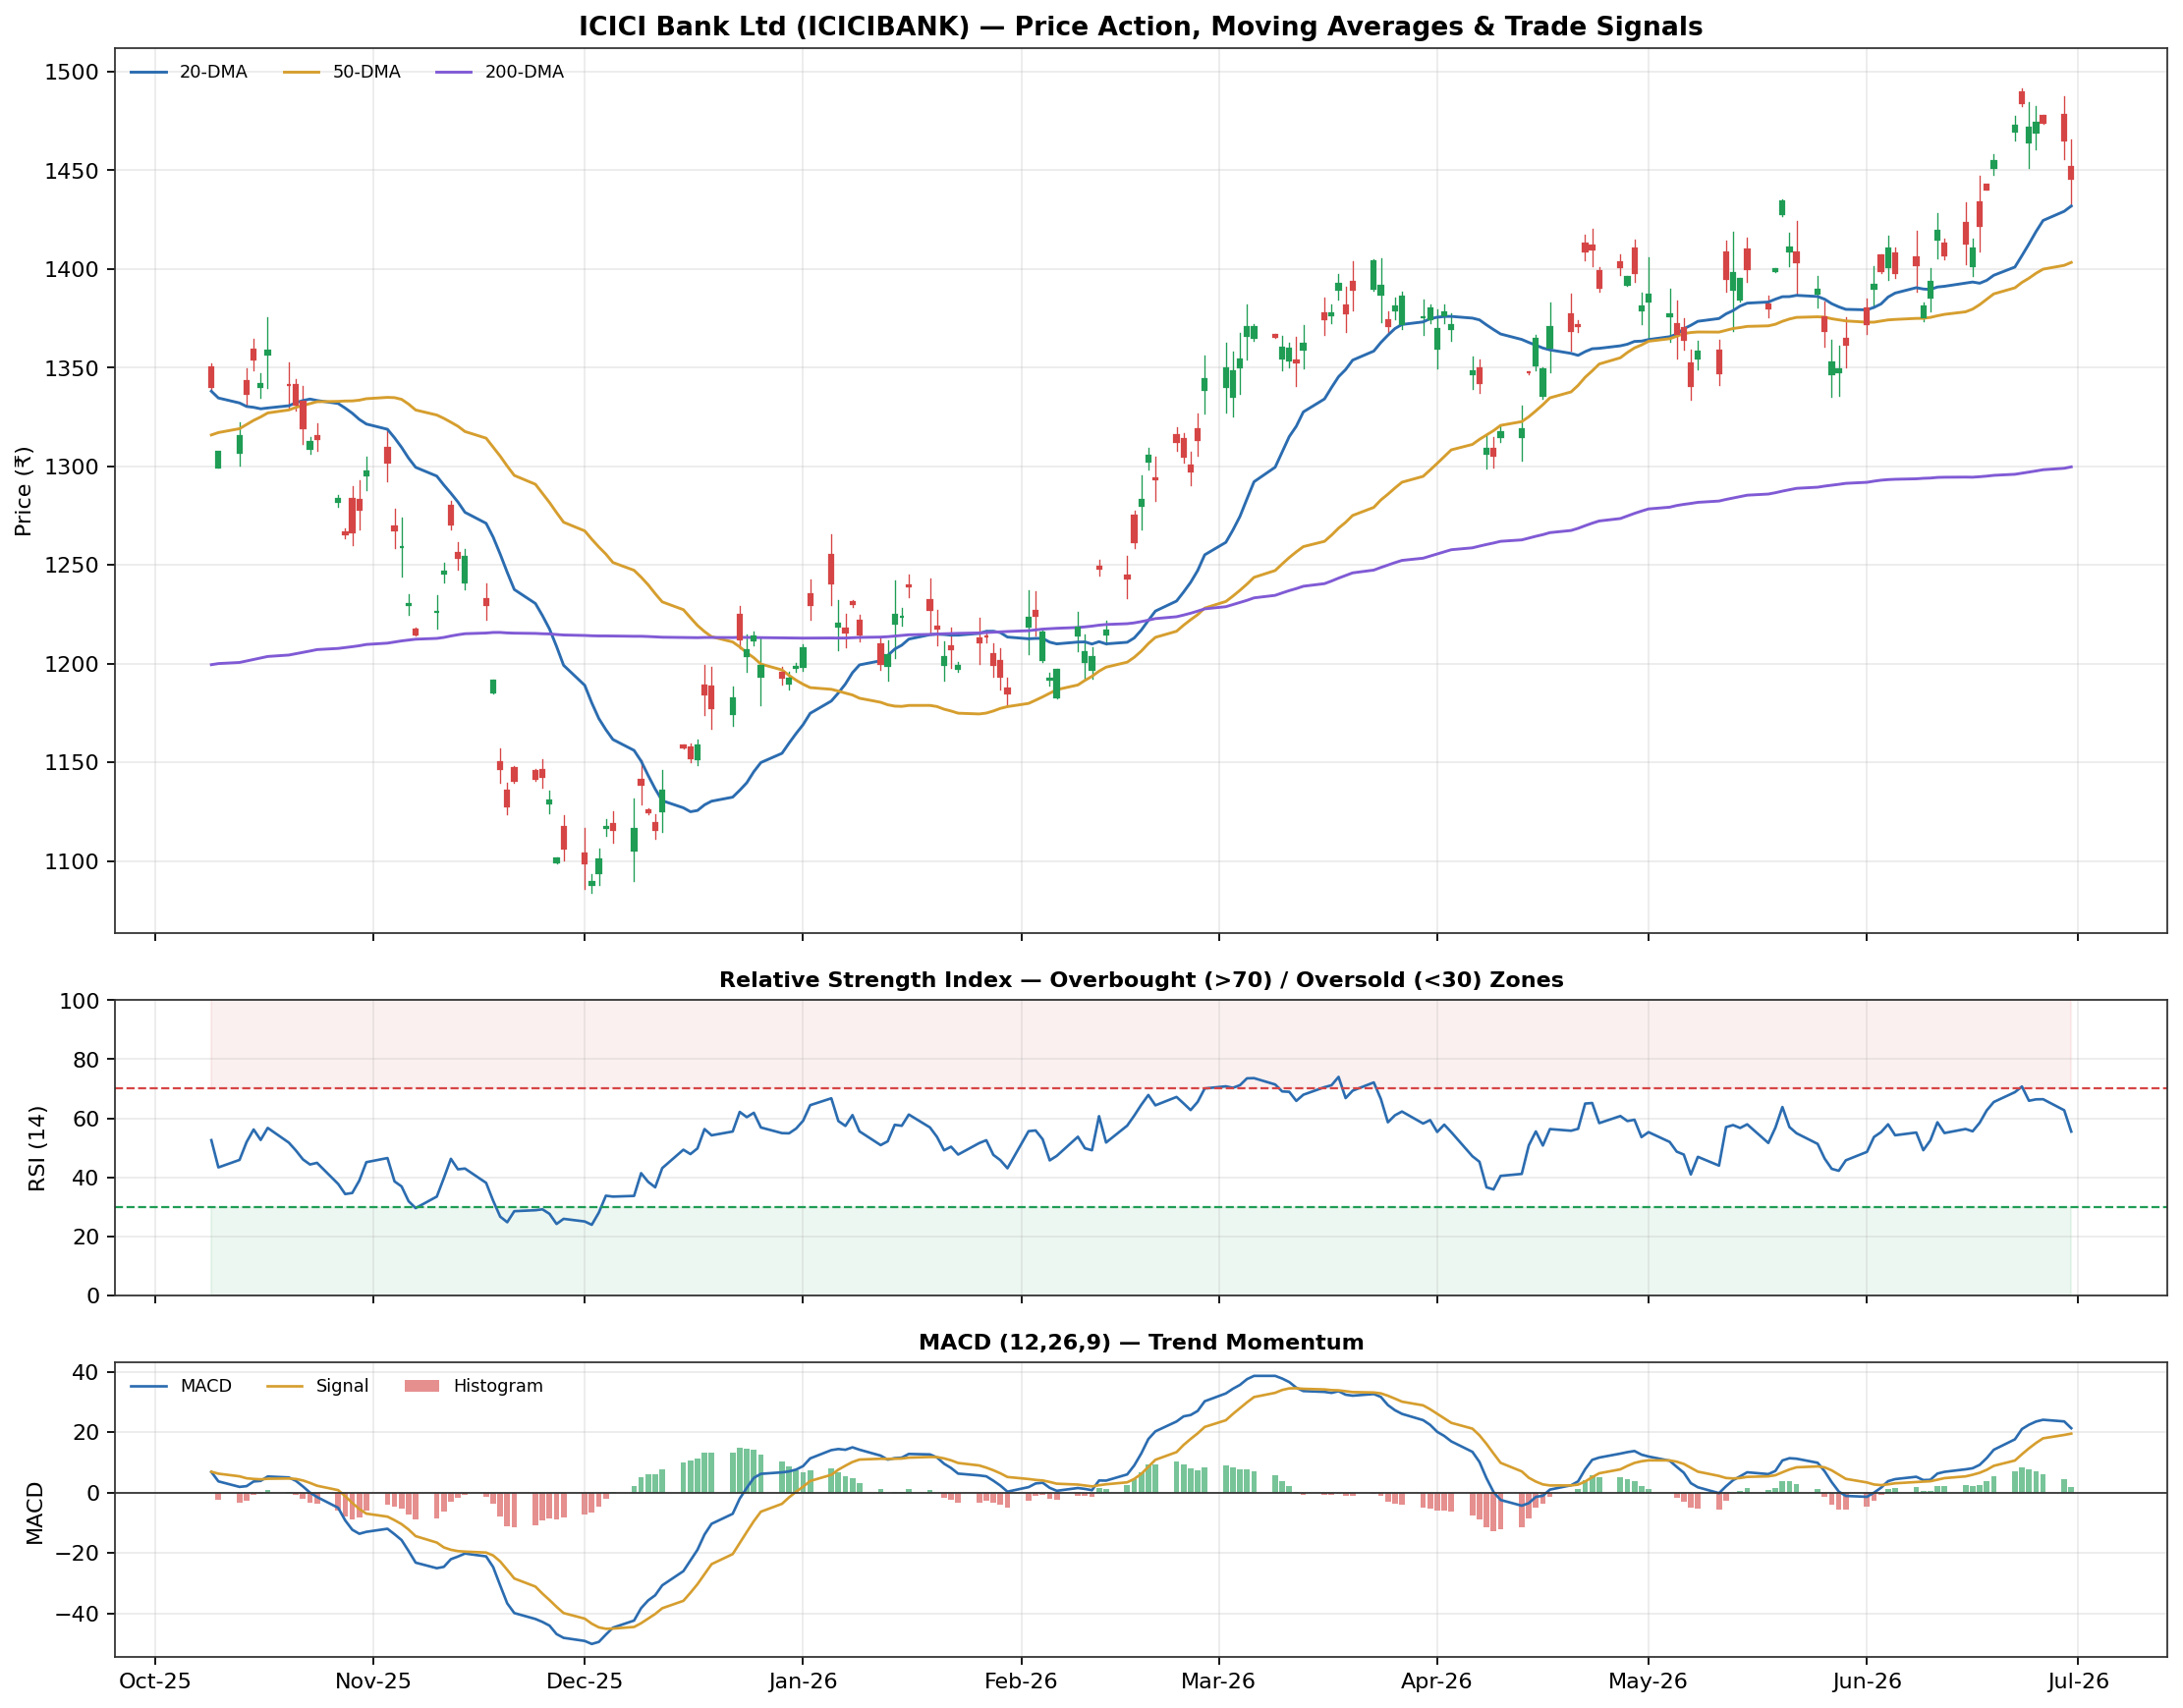 ICICI Bank Ltd (ICICIBANK) — Price Action, Moving Averages & Trade Signals
20-DMA 50-DMA 200-DMA
Price (₹)
1500
1450
1400
1350
1300
1250
1200
1150
1100
Relative Strength Index — Overbought (>70) / Oversold (<30) Zones
RSI (14)
100
80
60
40
20
0
MACD (12,26,9) — Trend Momentum
MACD Signal Histogram
MACD
40
20
0
−20
−40
Oct-25 Nov-25 Dec-25 Jan-26 Feb-26 Mar-26 Apr-26 May-26 Jun-26 Jul-26